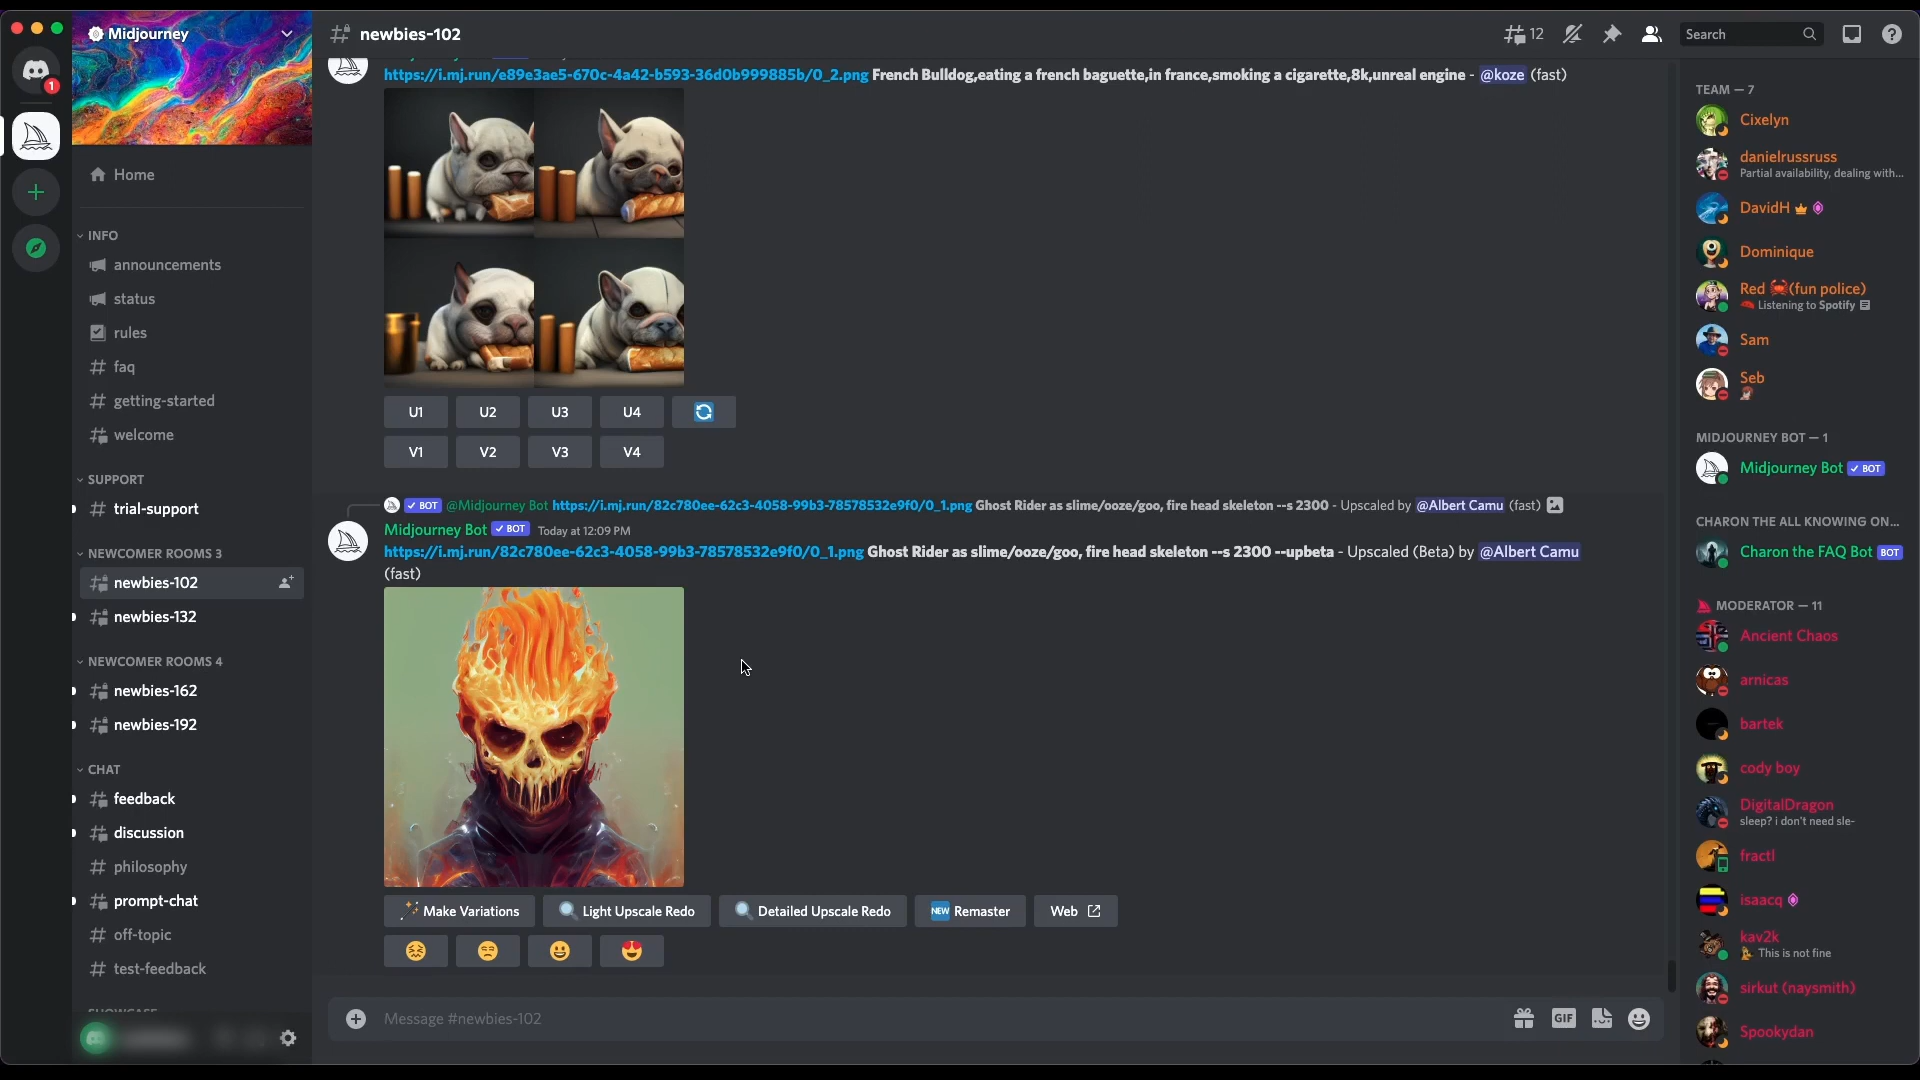 Midjourney
newbies-102
12
Search
1
Home
INFO
announcements
status
rules
faq
getting-started
welcome
SUPPORT
trial-support
NEWCOMER ROOMS 3
newbies-102
newbies-132
NEWCOMER ROOMS 4
newbies-162
newbies-192
CHAT
feedback
discussion
philosophy
prompt-chat
off-topic
test-feedback
SHOWCASE
https://i.mj.run/e89e3ae5-670c-4a42-b593-36d0b999885b/0_2.png French Bulldog,eating a french baguette,in france,smoking a cigarette,8k,unreal engine - @koze (fast)
U1 U2 U3 U4
V1 V2 V3 V4
BOT @Midjourney Bot https://i.mj.run/82c780ee-62c3-4058-99b3-78578532e9f0/0_1.png Ghost Rider as slime/ooze/goo, fire head skeleton --s 2300 - Upscaled by @Albert Camu (fast)
Midjourney Bot BOT Today at 12:09 PM
https://i.mj.run/82c780ee-62c3-4058-99b3-78578532e9f0/0_1.png Ghost Rider as slime/ooze/goo, fire head skeleton --s 2300 --upbeta - Upscaled (Beta) by @Albert Camu
(fast)
Make Variations Light Upscale Redo Detailed Upscale Redo NEW Remaster Web
Message #newbies-102
GIF
TEAM — 7
Cixelyn
danielrussruss
Partial availability, dealing with...
DavidH
Dominique
Red (fun police)
Listening to Spotify
Sam
Seb
MIDJOURNEY BOT — 1
Midjourney Bot BOT
CHARON THE ALL KNOWING ON...
Charon the FAQ Bot BOT
MODERATOR — 11
Ancient Chaos
arnicas
bartek
cody boy
DigitalDragon
sleep? i don't need sle-
fractl
isaacq
kav2k
This is not fine
sirkut (naysmith)
Spookydan